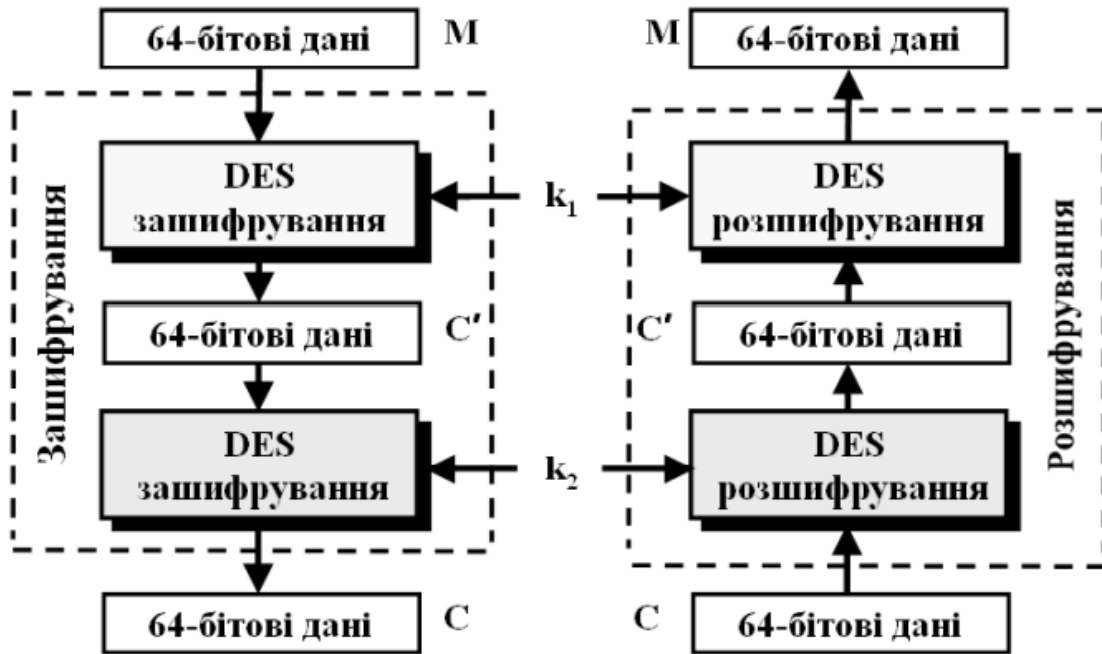 64-бітові дані M
M 64-бітові дані
DES
зашифрування
k1
DES
розшифрування
Зашифрування
Розшифрування
64-бітові дані C′
C′ 64-бітові дані
DES
зашифрування
k2
DES
розшифрування
64-бітові дані C
C 64-бітові дані